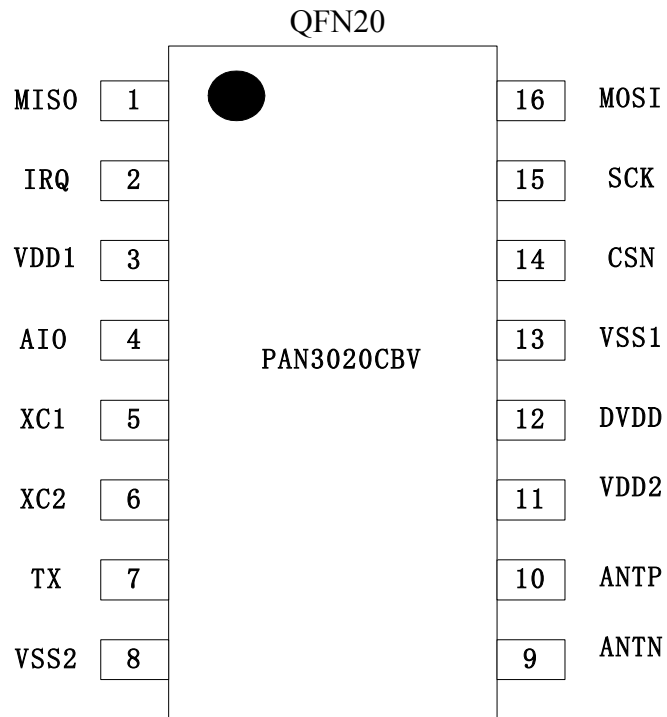 QFN20
MISO 1 16 MOSI
IRQ 2 15 SCK
VDD1 3 14 CSN
AIO 4 13 VSS1
PAN3020CBV
XC1 5 12 DVDD
XC2 6 11 VDD2
TX 7 10 ANTP
VSS2 8 9 ANTN